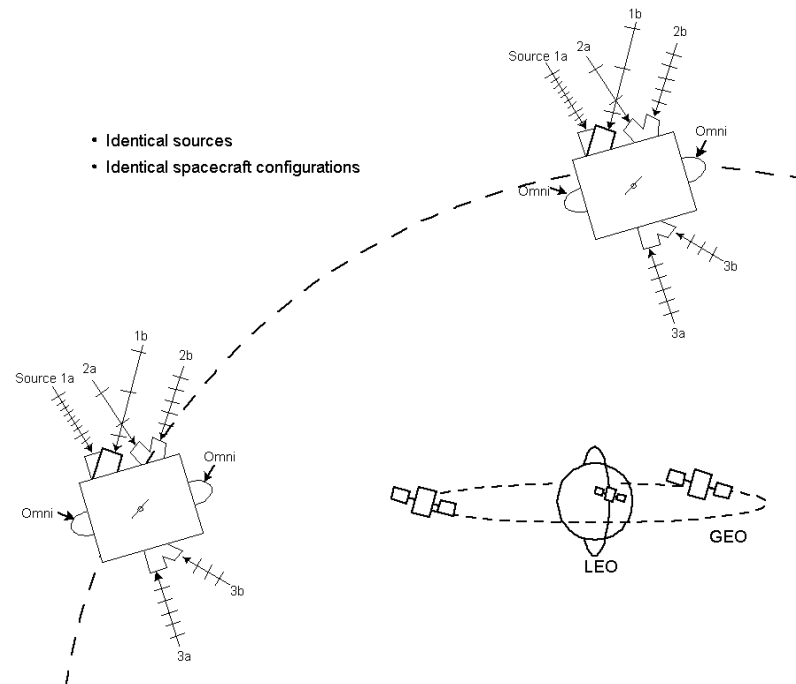 1b
2a
2b
Source 1a
Omni
• Identical sources
• Identical spacecraft configurations
Omni
3b
3a
1b
2a
2b
Source 1a
Omni
Omni
3b
3a
GEO
LEO